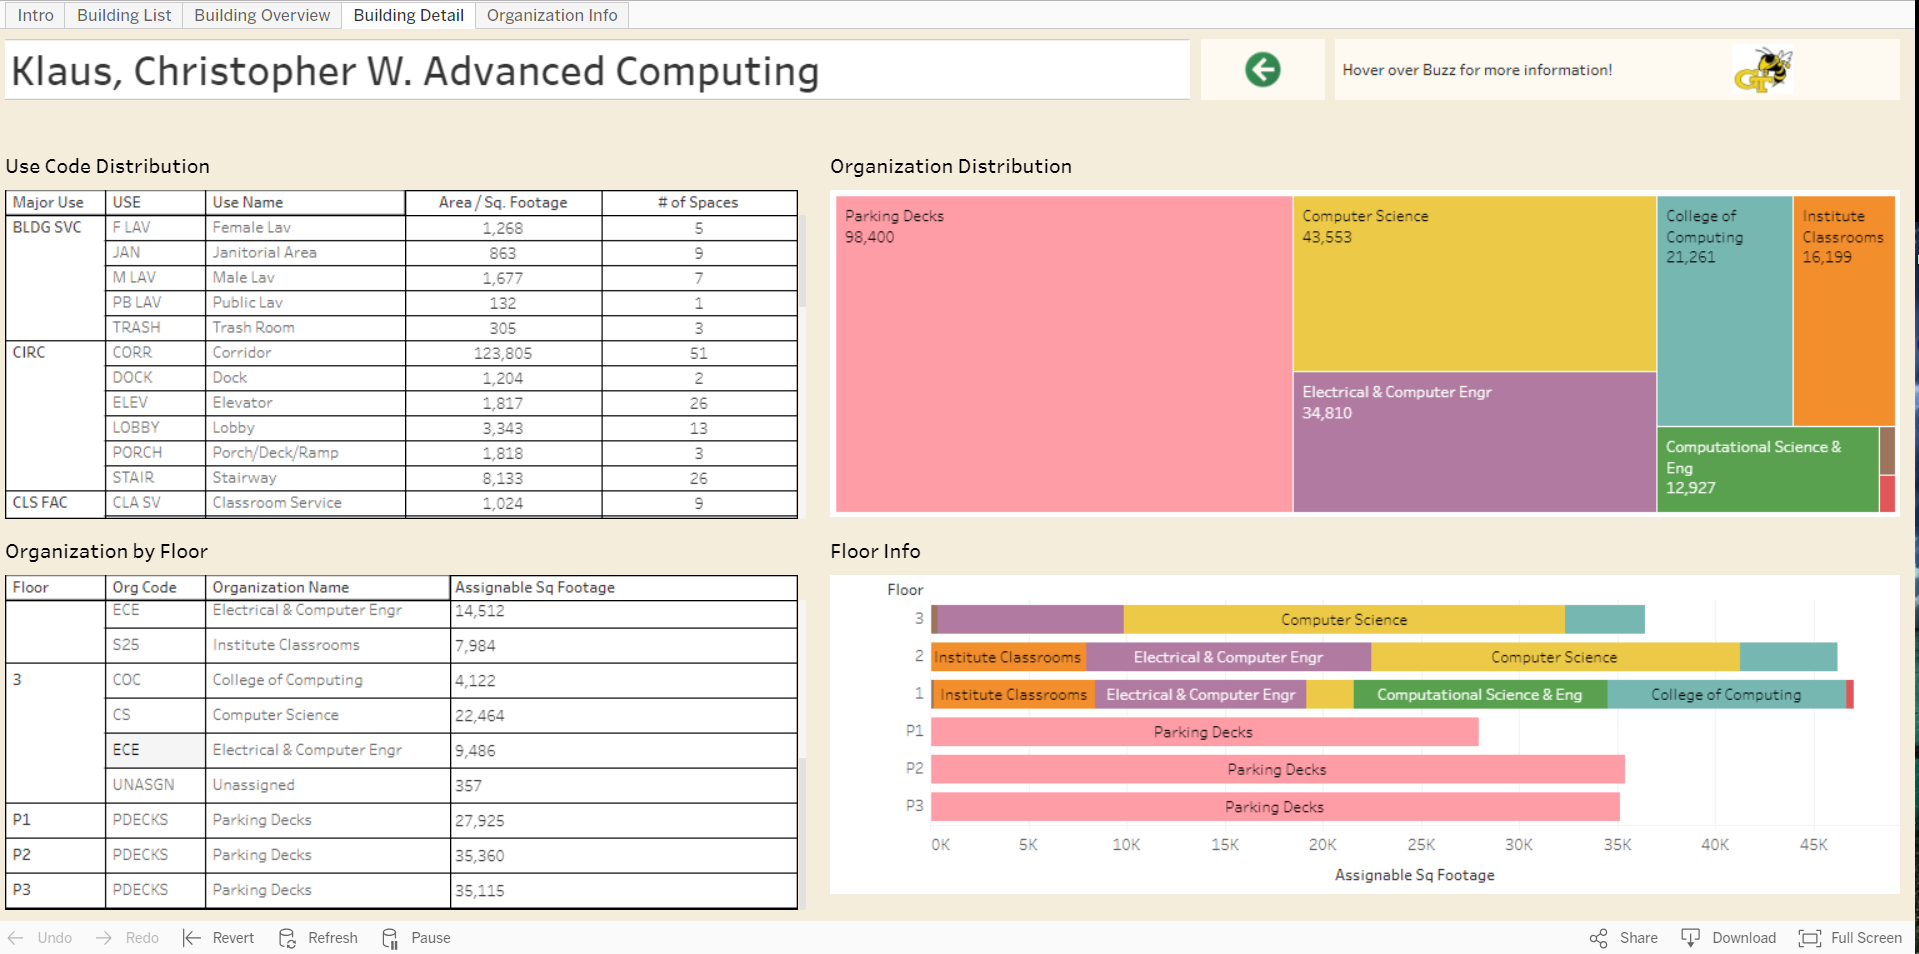 Intro Building List Building Overview Building Detail Organization Info
Klaus, Christopher W. Advanced Computing
Hover over Buzz for more information!
GT
Use Code Distribution
Major Use USE Use Name Area / Sq. Footage # of Spaces
BLDG SVC F LAV Female Lav 1,268 5
JAN Janitorial Area 863 9
M LAV Male Lav 1,677 7
PB LAV Public Lav 132 1
TRASH Trash Room 305 3
CIRC CORR Corridor 123,805 51
DOCK Dock 1,204 2
ELEV Elevator 1,817 26
LOBBY Lobby 3,343 13
PORCH Porch/Deck/Ramp 1,818 3
STAIR Stairway 8,133 26
CLS FAC CLA SV Classroom Service 1,024 9
Organization Distribution
Parking Decks
98,400
Computer Science
43,553
Electrical & Computer Engr
34,810
College of
Computing
21,261
Institute
Classrooms
16,199
Computational Science &
Eng
12,927
Organization by Floor
Floor Org Code Organization Name Assignable Sq Footage
ECE Electrical & Computer Engr 14,512
S25 Institute Classrooms 7,984
3 COC College of Computing 4,122
CS Computer Science 22,464
ECE Electrical & Computer Engr 9,486
UNASGN Unassigned 357
P1 PDECKS Parking Decks 27,925
P2 PDECKS Parking Decks 35,360
P3 PDECKS Parking Decks 35,115
Floor Info
Floor
3 Computer Science
2 Institute Classrooms Electrical & Computer Engr Computer Science
1 Institute Classrooms Electrical & Computer Engr Computational Science & Eng College of Computing
P1 Parking Decks
P2 Parking Decks
P3 Parking Decks
0K 5K 10K 15K 20K 25K 30K 35K 40K 45K
Assignable Sq Footage
Undo Redo Revert Refresh Pause Share Download Full Screen